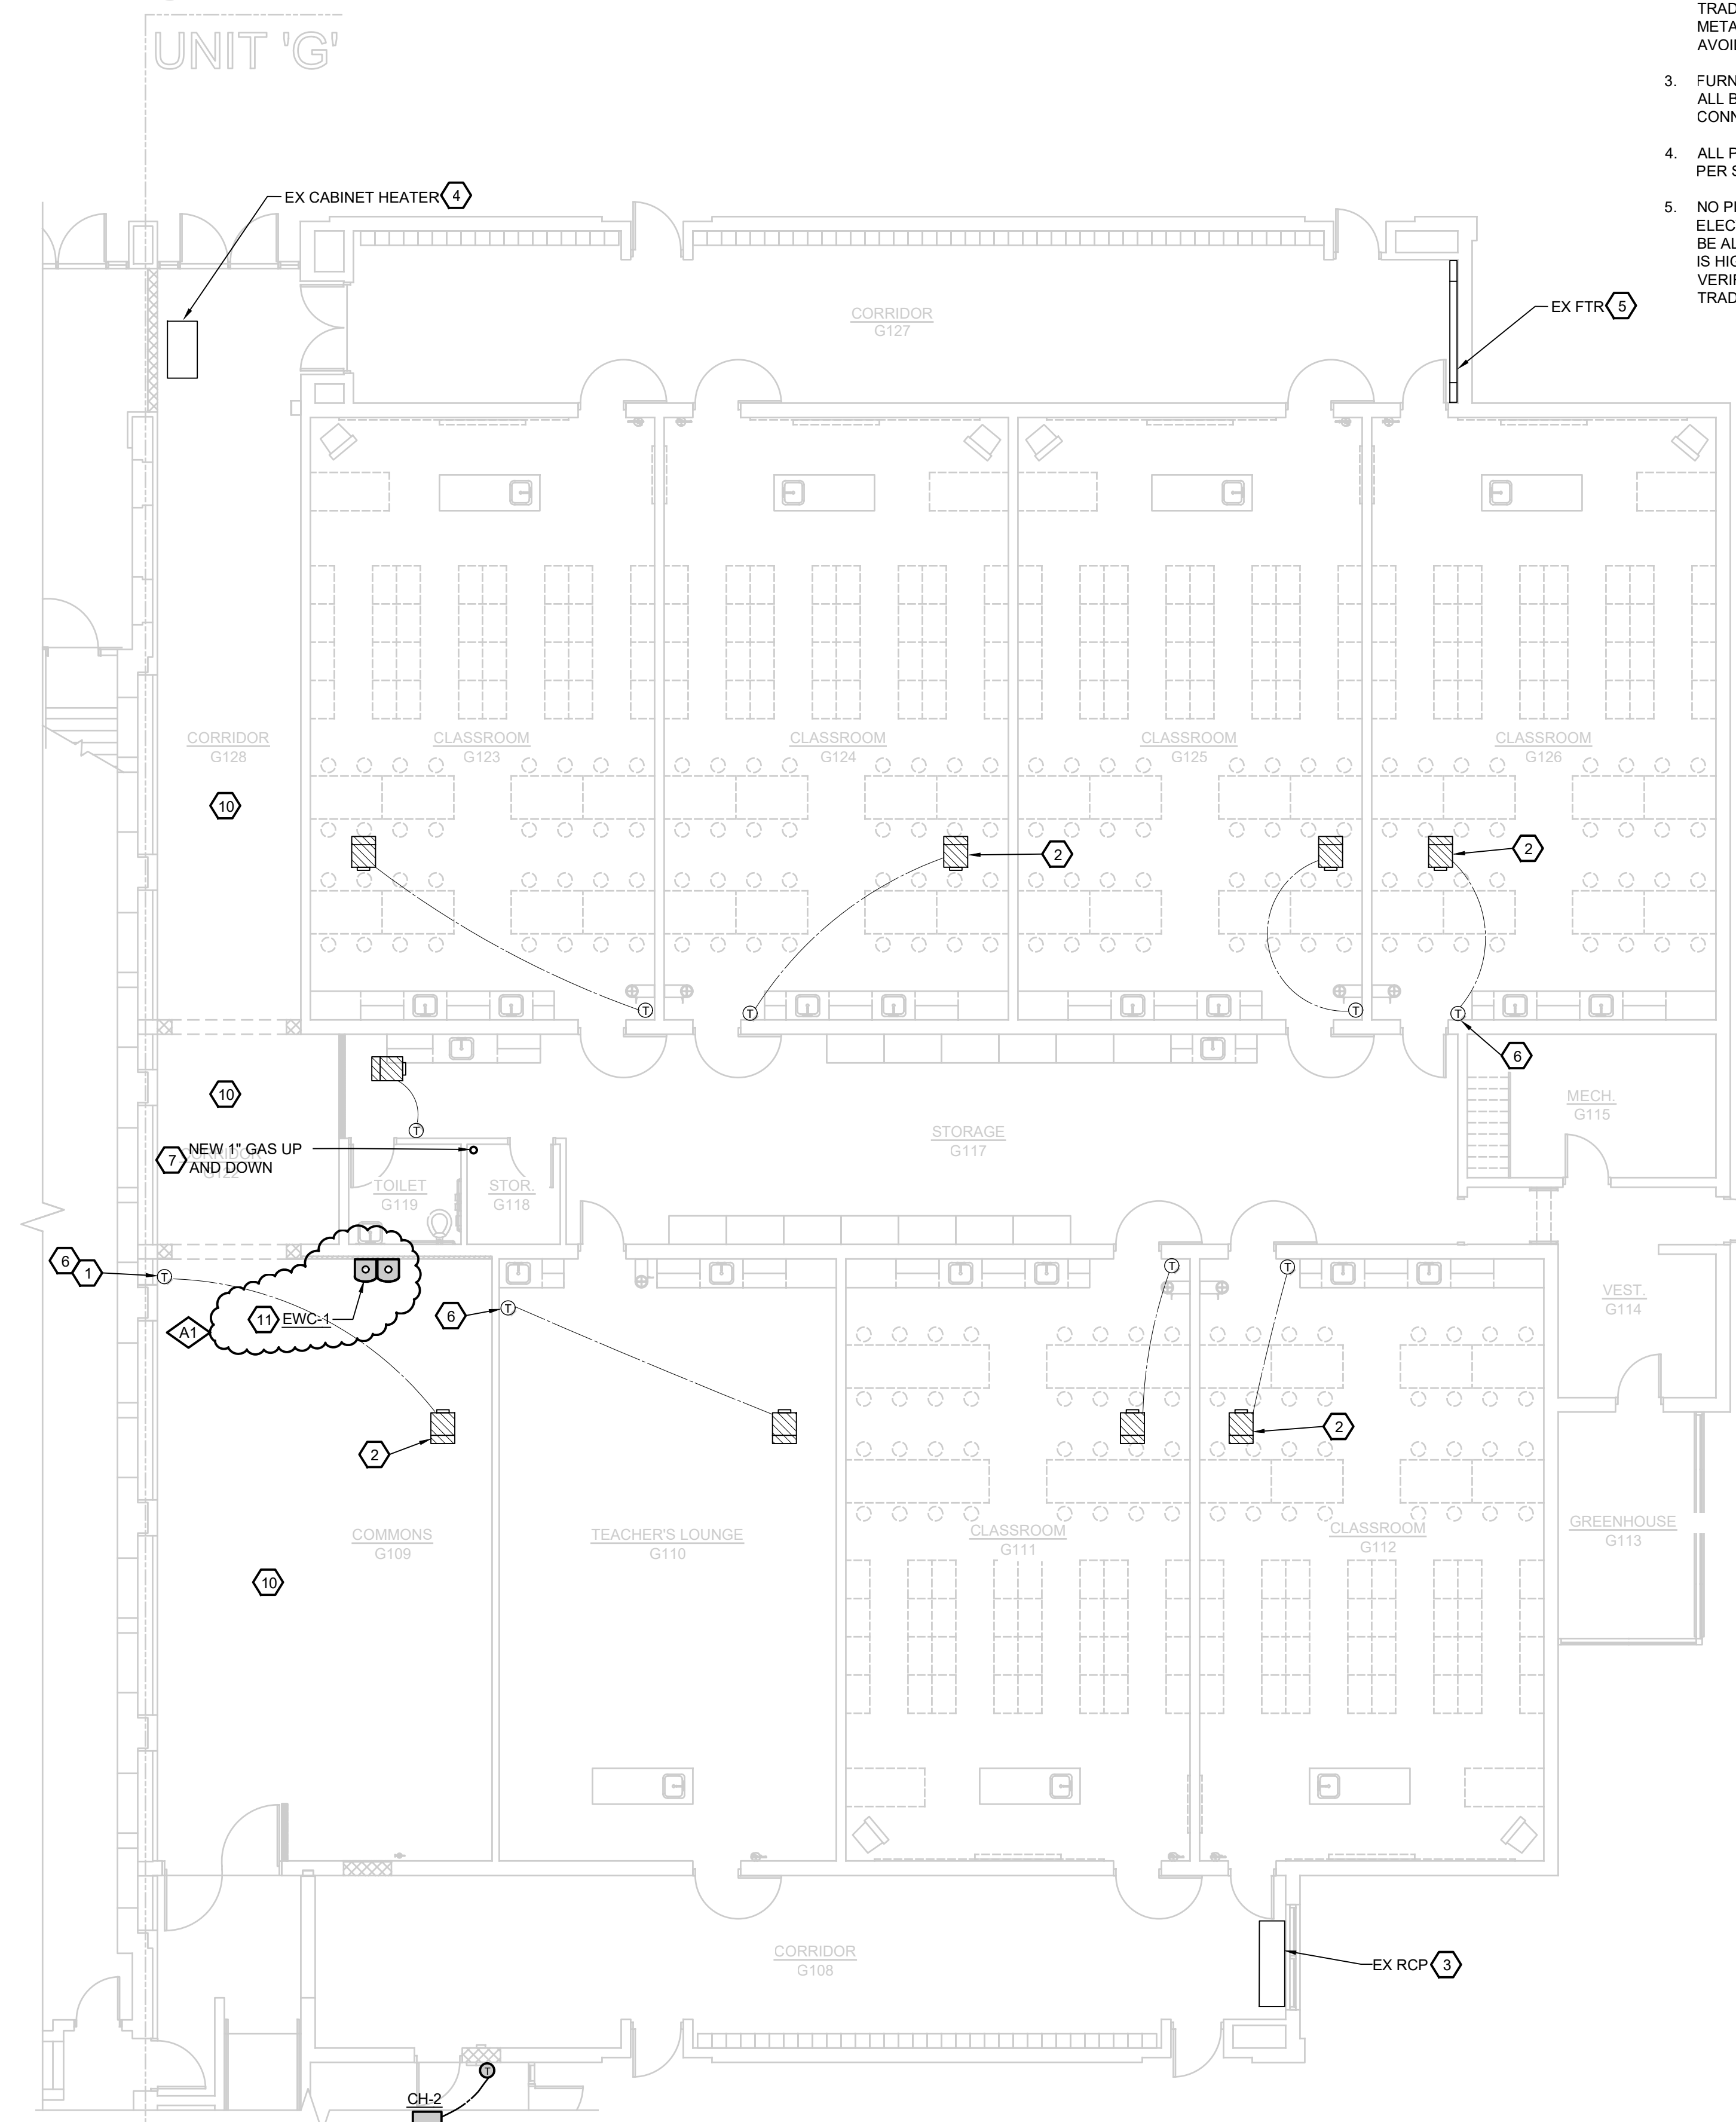 UNIT 'G'
TRAD
META
AVOI
3. FURN
ALL B
CONN
4. ALL P
PER S
5. NO P
ELEC
BE AL
IS HIG
VERIF
TRAD
EX CABINET HEATER 4
EX FTR 5
CORRIDOR
G127
CORRIDOR
G128
CLASSROOM
G123
CLASSROOM
G124
CLASSROOM
G125
CLASSROOM
G126
10
2
2
T
T
T
T
6
10
T
MECH.
G115
STORAGE
G117
7 NEW 1" GAS UP
AND DOWN
G122
TOILET
G119
STOR.
G118
6
1
T
T
T
T
6
11 EWC-1
A1
VEST.
G114
2
2
COMMONS
G109
TEACHER'S LOUNGE
G110
CLASSROOM
G111
CLASSROOM
G112
GREENHOUSE
G113
10
CORRIDOR
G108
EX RCP 3
T
CH-2